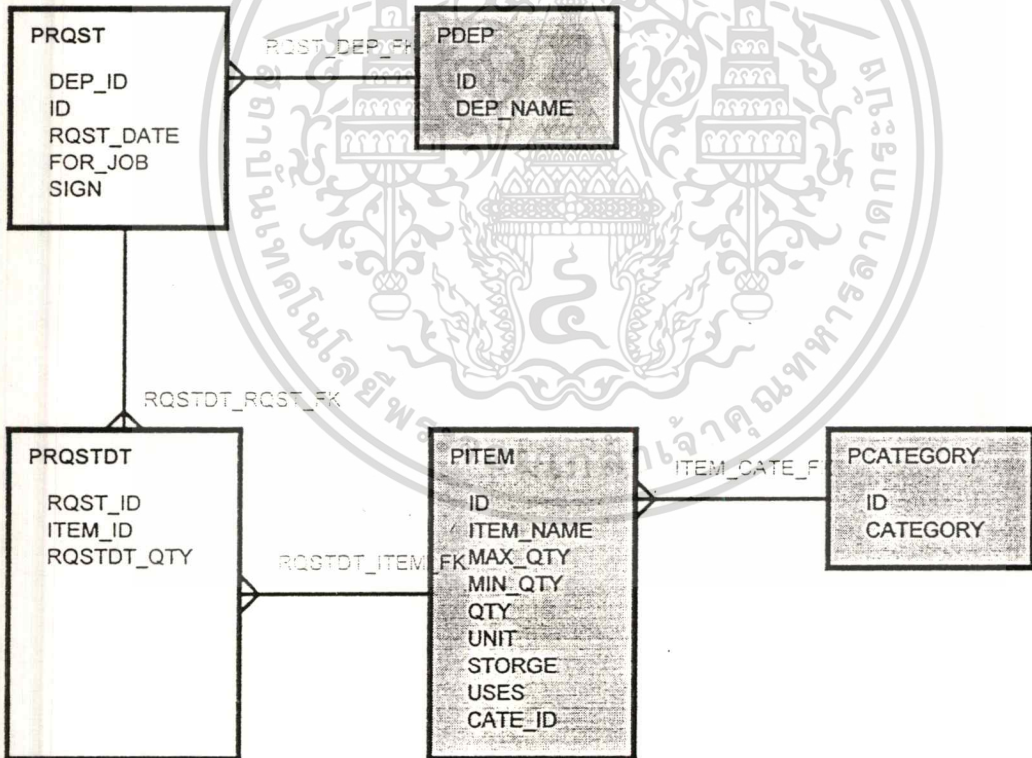 PRQST
DEP_ID
ID
RQST_DATE
FOR_JOB
SIGN
RQST_DEP_FK
PDEP
ID
DEP_NAME
RQSTDT_RQST_FK
PRQSTDT
RQST_ID
ITEM_ID
RQSTDT_QTY
RQSTDT_ITEM_FK
PITEM
ID
ITEM_NAME
MAX_QTY
MIN_QTY
QTY
UNIT
STORGE
USES
CATE_ID
ITEM_CATE_F
PCATEGORY
ID
CATEGORY